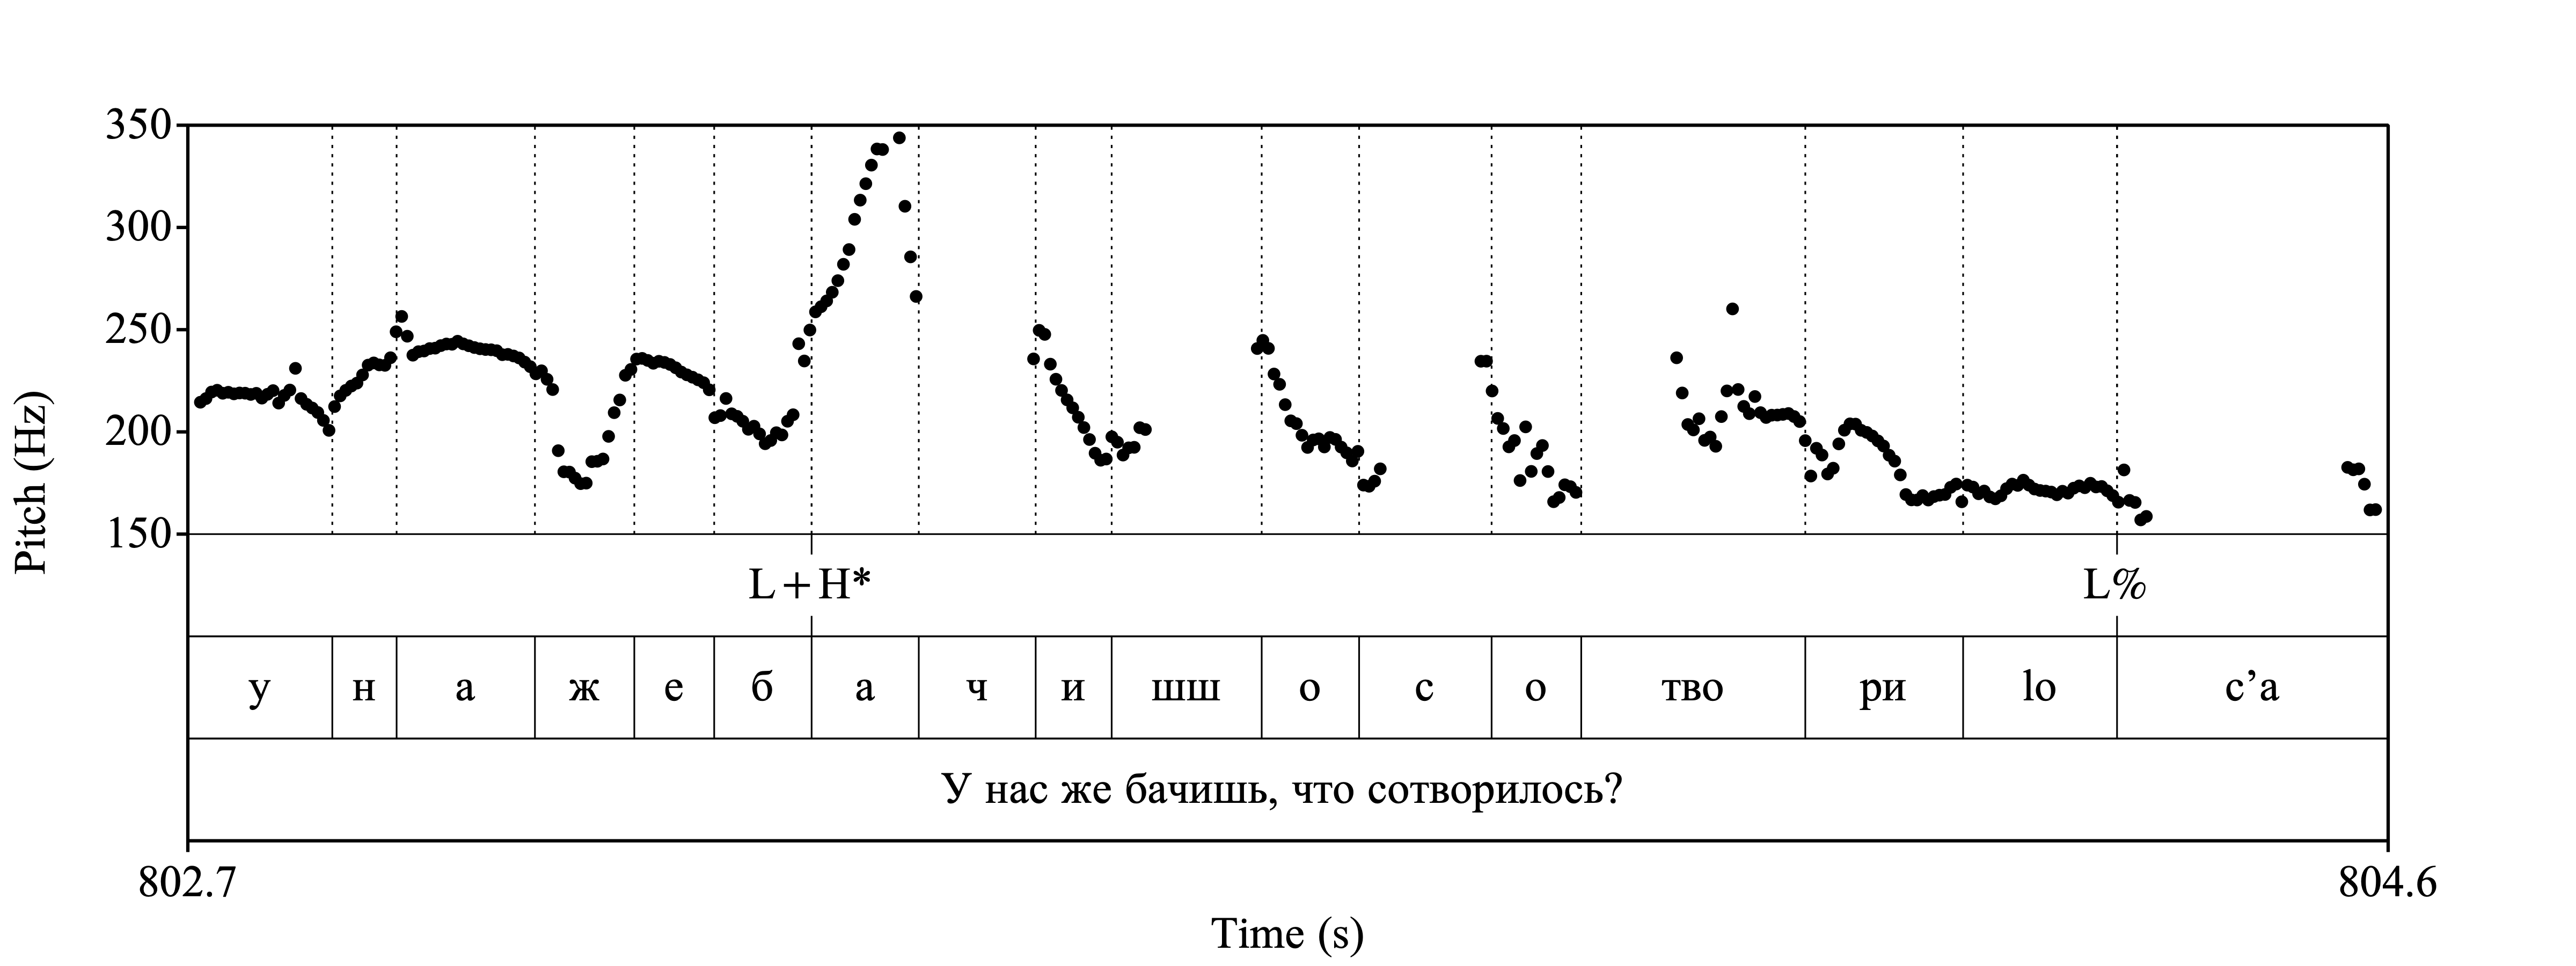 350
300
250
200
150
Pitch (Hz)
L+H* L%
у н а ж е б а ч и шш о с о тво ри lo с’а
У нас же бачишь, что сотворилось?
802.7 804.6
Time (s)